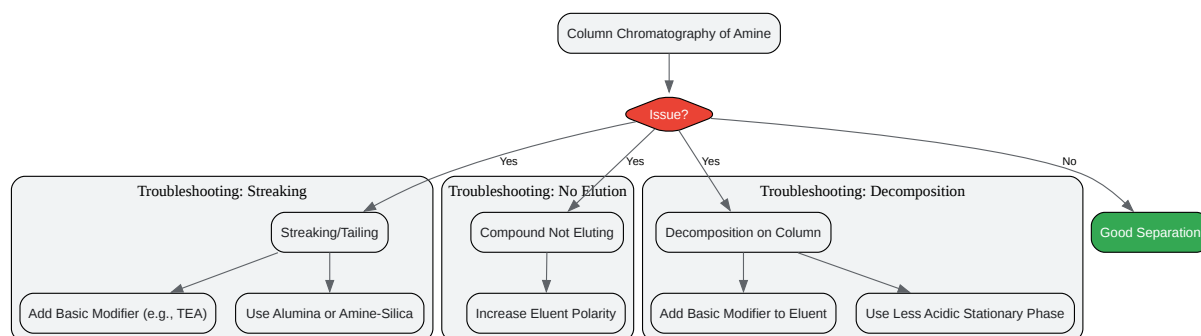 Column Chromatography of Amine
Issue?
Yes
Yes
Yes
No
Troubleshooting: Streaking
Troubleshooting: No Elution
Troubleshooting: Decomposition
Streaking/Tailing
Compound Not Eluting
Decomposition on Column
Good Separation
Add Basic Modifier (e.g., TEA)
Use Alumina or Amine-Silica
Increase Eluent Polarity
Add Basic Modifier to Eluent
Use Less Acidic Stationary Phase